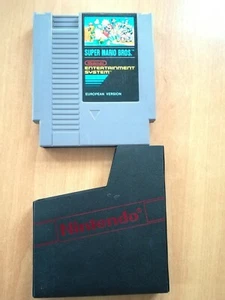 SUPER MARIO BROS.
Nintendo
ENTERTAINMENT
SYSTEM
EUROPEAN VERSION
Nintendo